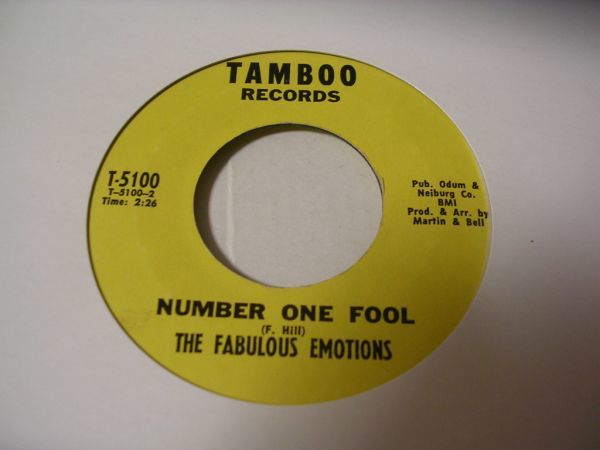 TAMBOO
RECORDS
T-5100
T-5100-2
Time: 2:26
Pub. Odum &
Neiburg Co.
BMI
Prod. & Arr. by
Martin & Bell
NUMBER ONE FOOL
(F. Hill)
THE FABULOUS EMOTIONS